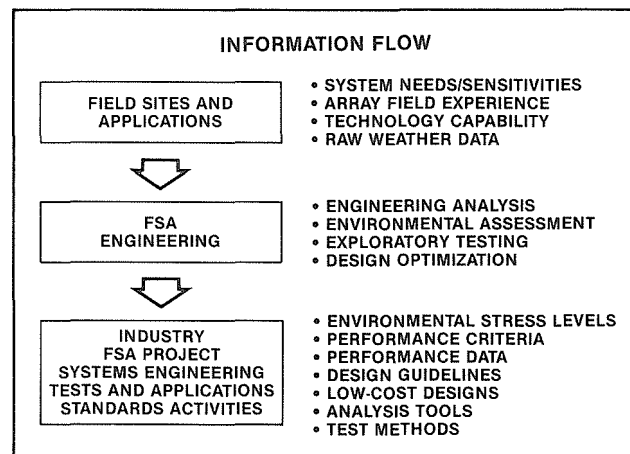 INFORMATION FLOW
FIELD SITES AND
APPLICATIONS
• SYSTEM NEEDS/SENSITIVITIES
• ARRAY FIELD EXPERIENCE
• TECHNOLOGY CAPABILITY
• RAW WEATHER DATA
FSA
ENGINEERING
• ENGINEERING ANALYSIS
• ENVIRONMENTAL ASSESSMENT
• EXPLORATORY TESTING
• DESIGN OPTIMIZATION
INDUSTRY
FSA PROJECT
SYSTEMS ENGINEERING
TESTS AND APPLICATIONS
STANDARDS ACTIVITIES
• ENVIRONMENTAL STRESS LEVELS
• PERFORMANCE CRITERIA
• PERFORMANCE DATA
• DESIGN GUIDELINES
• LOW-COST DESIGNS
• ANALYSIS TOOLS
• TEST METHODS